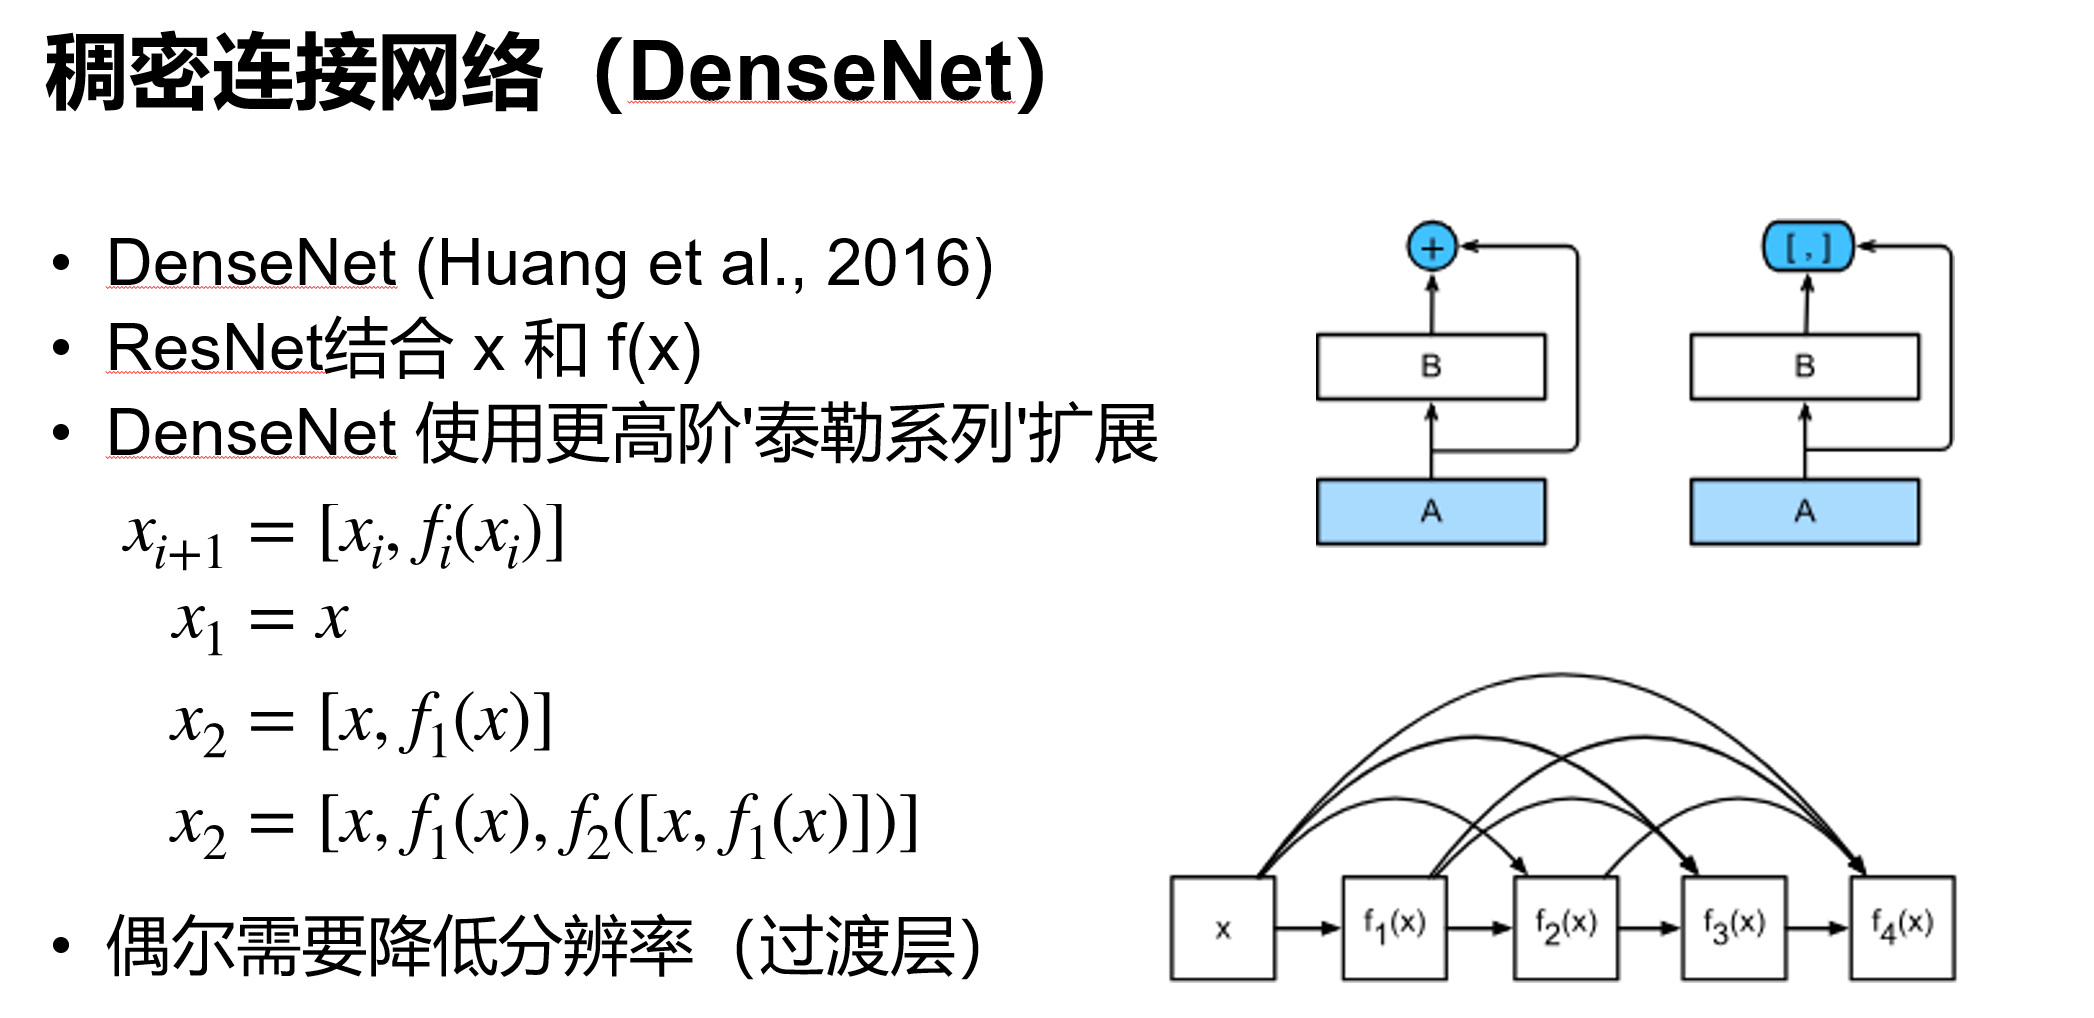 稠密连接网络（DenseNet）
• DenseNet (Huang et al., 2016)
• ResNet结合 x 和 f(x)
• DenseNet 使用更高阶'泰勒系列'扩展
x_{i+1} = [x_i, f_i(x_i)]
x_1 = x
x_2 = [x, f_1(x)]
x_2 = [x, f_1(x), f_2([x, f_1(x)])]
• 偶尔需要降低分辨率（过渡层）
+
B
A
[ , ]
B
A
x f_1(x) f_2(x) f_3(x) f_4(x)